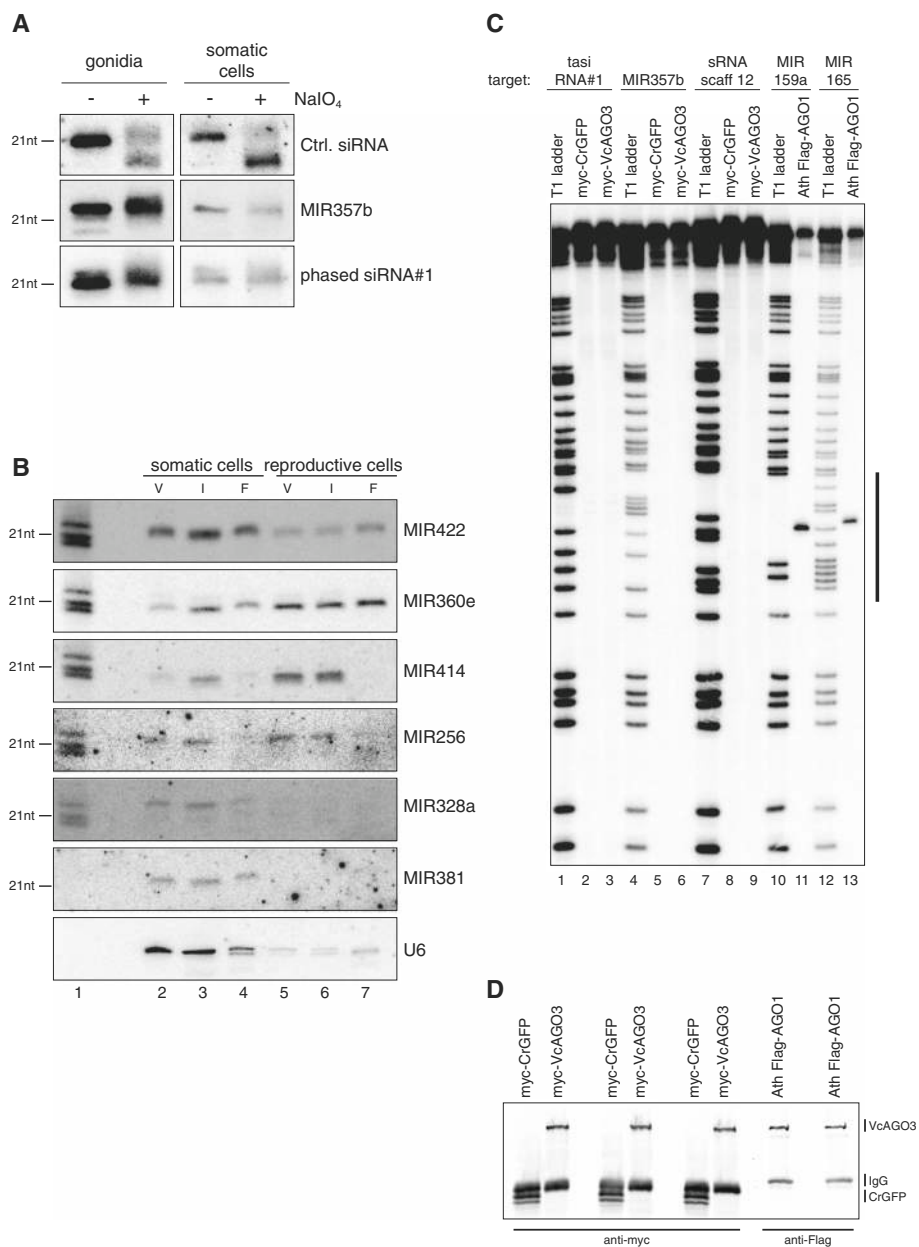 A
gonidia
somatic
cells
- + - + NaIO4
21nt
Ctrl. siRNA
21nt
MIR357b
21nt
phased siRNA#1
B
somatic cells reproductive cells
V I F V I F
21nt
MIR422
21nt
MIR360e
21nt
MIR414
21nt
MIR256
21nt
MIR328a
21nt
MIR381
U6
1 2 3 4 5 6 7
C
target:
tasi
RNA#1
MIR357b
sRNA
scaff 12
MIR
159a
MIR
165
T1 ladder
myc-CrGFP
myc-VcAGO3
T1 ladder
myc-CrGFP
myc-VcAGO3
T1 ladder
myc-CrGFP
myc-VcAGO3
T1 ladder
Ath Flag-AGO1
T1 ladder
Ath Flag-AGO1
1 2 3 4 5 6 7 8 9 10 11 12 13
D
myc-CrGFP
myc-VcAGO3
myc-CrGFP
myc-VcAGO3
myc-CrGFP
myc-VcAGO3
Ath Flag-AGO1
Ath Flag-AGO1
VcAGO3
IgG
CrGFP
anti-myc
anti-Flag